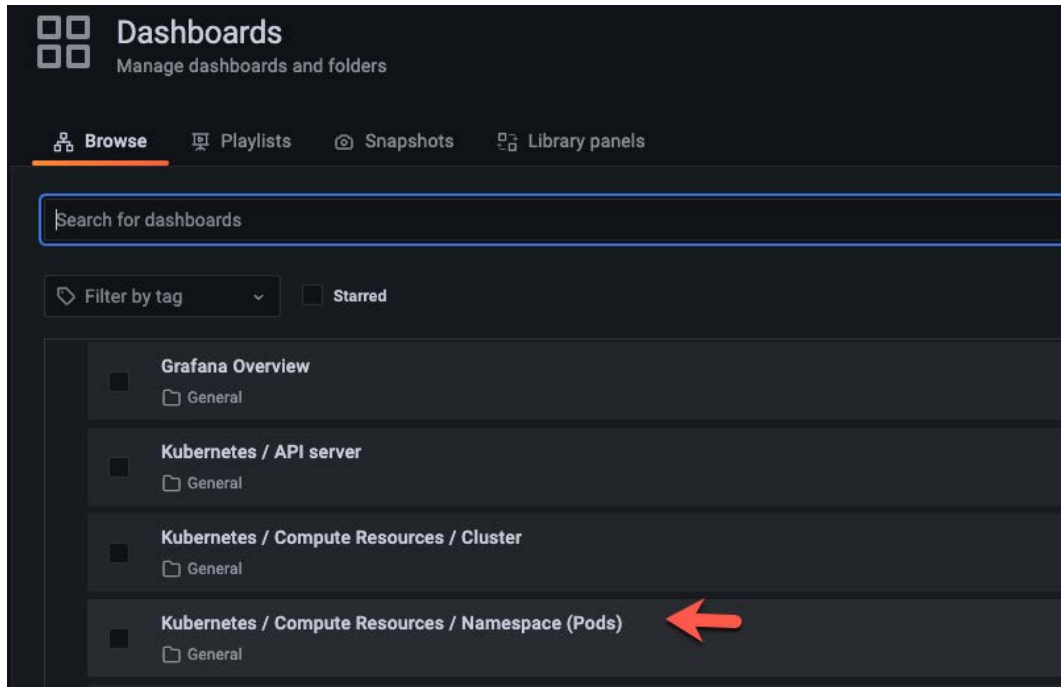 Dashboards
Manage dashboards and folders
Browse Playlists Snapshots Library panels
Search for dashboards
Filter by tag Starred
Grafana Overview
General
Kubernetes / API server
General
Kubernetes / Compute Resources / Cluster
General
Kubernetes / Compute Resources / Namespace (Pods)
General